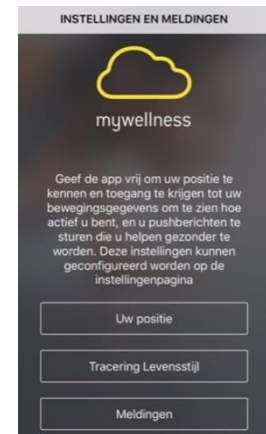 INSTELLINGEN EN MELDINGEN
mywellness
Geef de app vrij om uw positie te
kennen en toegang te krijgen tot uw
bewegingsgegevens om te zien hoe
actief u bent, en u pushberichten te
sturen die u helpen gezonder te
worden. Deze instellingen kunnen
geconfigureerd worden op de
instellingenpagina
Uw positie
Tracering Levensstijl
Meldingen